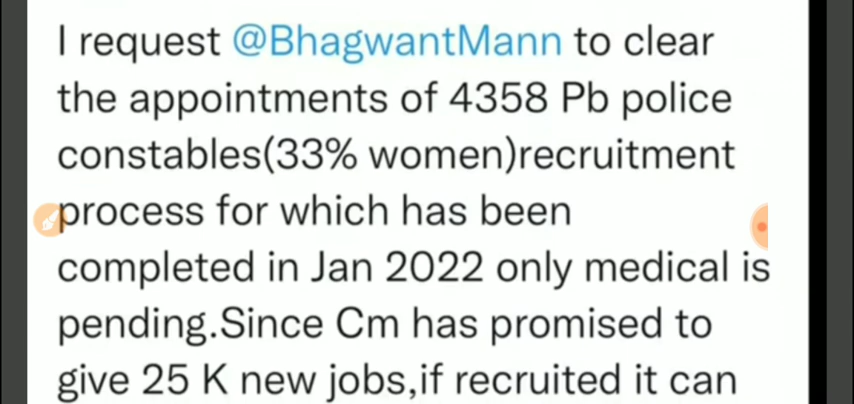 I request @BhagwantMann to clear
the appointments of 4358 Pb police
constables(33% women)recruitment
process for which has been
completed in Jan 2022 only medical is
pending.Since Cm has promised to
give 25 K new jobs,if recruited it can